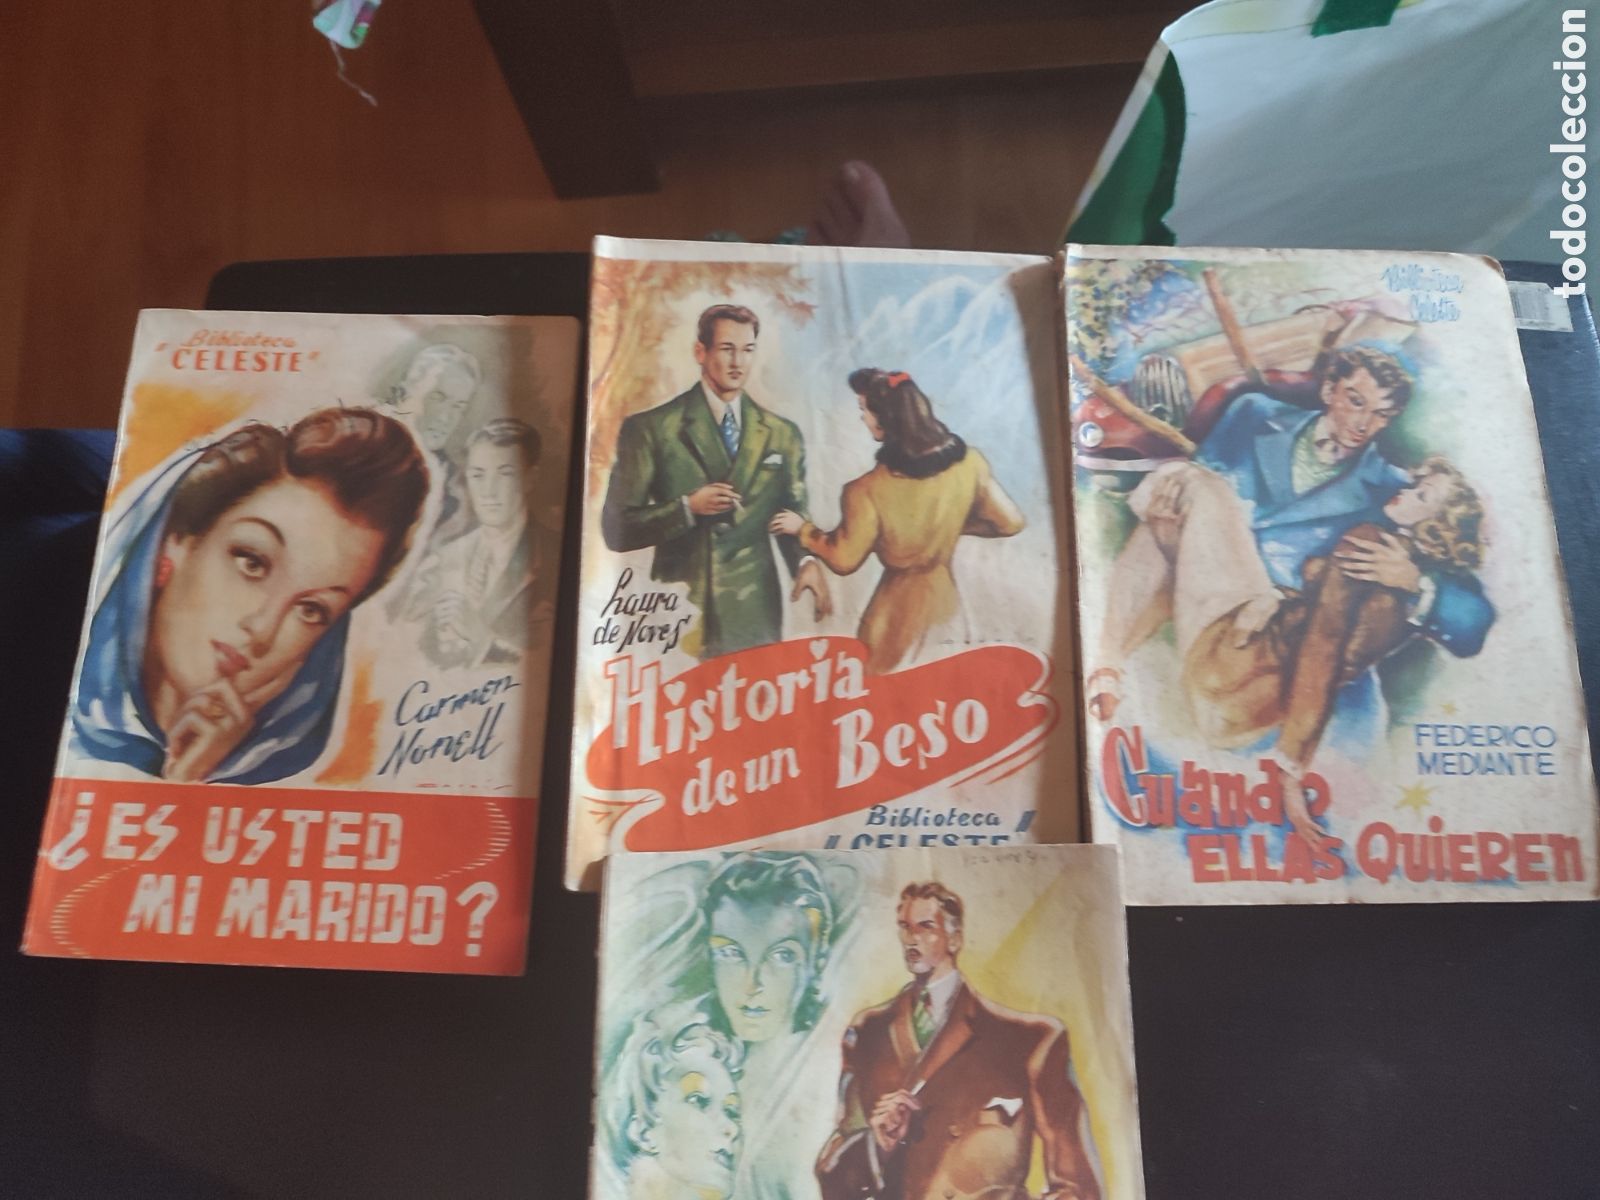 todocoleccion
Biblioteca
"CELESTE"
Carmen
Nonell
¿ES USTED
MI MARIDO?
Laura
de Noves
Historia
de un Beso
Biblioteca
"CELESTE"
Biblioteca
Celeste
FEDERICO
MEDIANTE
Cuando
ELLAS QUIEREN